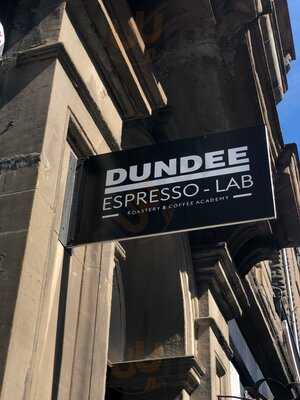 DUNDEE
ESPRESSO-LAB
ROASTERY & COFFEE ACADEMY